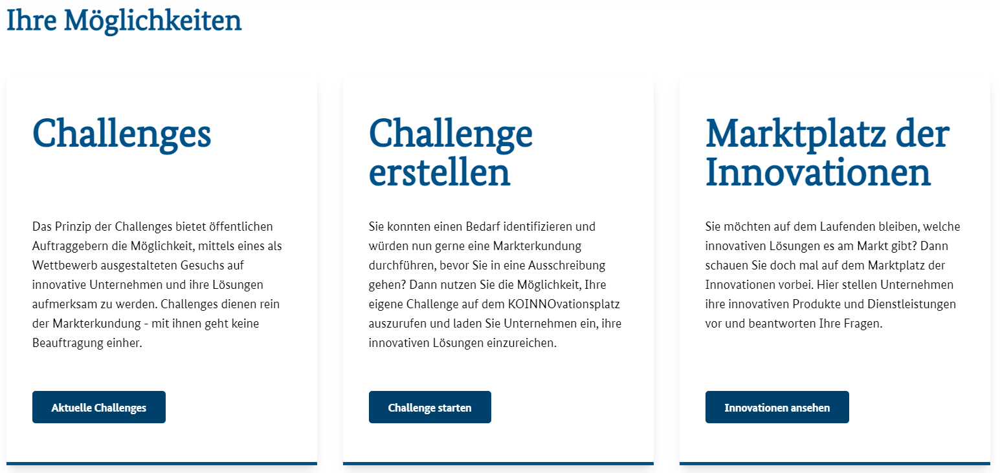 Ihre Möglichkeiten
Challenges
Das Prinzip der Challenges bietet öffentlichen
Auftraggebern die Möglichkeit, mittels eines als
Wettbewerb ausgestalteten Gesuchs auf
innovative Unternehmen und ihre Lösungen
aufmerksam zu werden. Challenges dienen rein
der Markterkundung - mit ihnen geht keine
Beauftragung einher.
Aktuelle Challenges
Challenge
erstellen
Sie konnten einen Bedarf identifizieren und
würden nun gerne eine Markterkundung
durchführen, bevor Sie in eine Ausschreibung
gehen? Dann nutzen Sie die Möglichkeit, Ihre
eigene Challenge auf dem KOINNOvationsplatz
auszurufen und laden Sie Unternehmen ein, ihre
innovativen Lösungen einzureichen.
Challenge starten
Marktplatz der
Innovationen
Sie möchten auf dem Laufenden bleiben, welche
innovativen Lösungen es am Markt gibt? Dann
schauen Sie doch mal auf dem Marktplatz der
Innovationen vorbei. Hier stellen Unternehmen
ihre innovativen Produkte und Dienstleistungen
vor und beantworten Ihre Fragen.
Innovationen ansehen